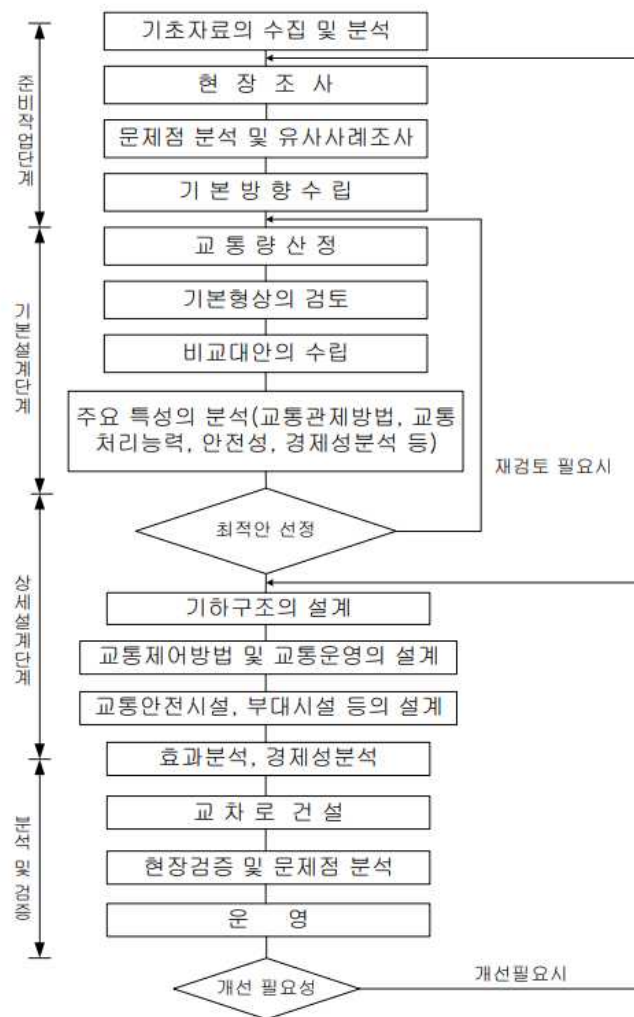 기초자료의 수집 및 분석
현 장 조 사
문제점 분석 및 유사사례조사
기 본 방 향 수 립
준비작업단계
교 통 량 산 정
기본형상의 검토
비교대안의 수립
주요 특성의 분석(교통관제방법, 교통
처리능력, 안전성, 경제성분석 등)
기본설계단계
재검토 필요시
최적안 선정
기하구조의 설계
교통제어방법 및 교통운영의 설계
교통안전시설, 부대시설 등의 설계
상세설계단계
효과분석, 경제성분석
교 차 로 건 설
현장검증 및 문제점 분석
운 영
분석 및 검증
개선 필요성
개선필요시